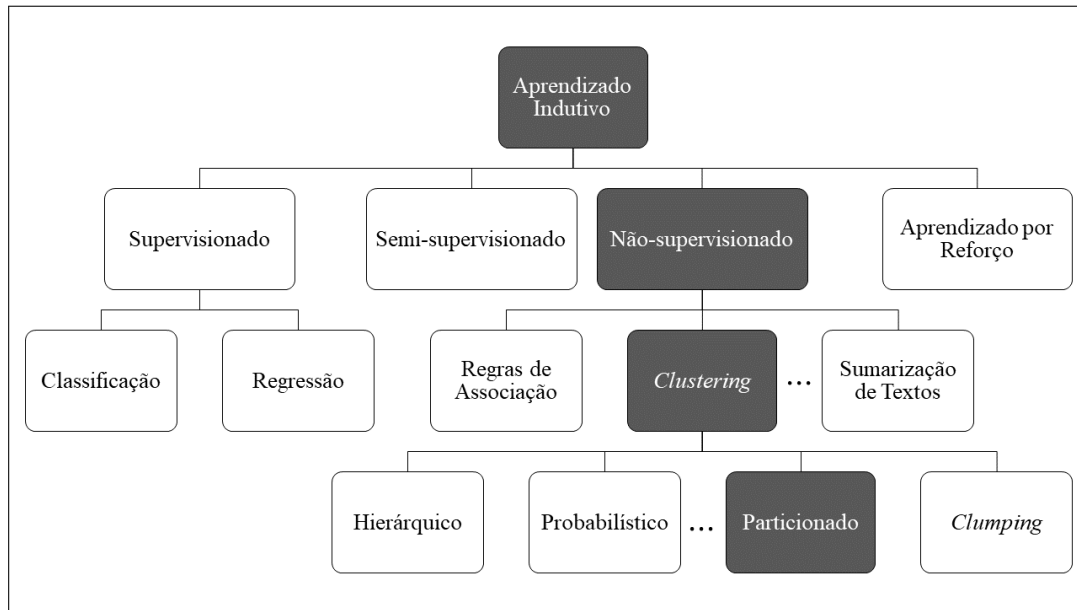 Aprendizado
Indutivo
Supervisionado
Semi-supervisionado
Não-supervisionado
Aprendizado por
Reforço
Classificação
Regressão
Regras de
Associação
Clustering
...
Sumarização
de Textos
Hierárquico
Probabilístico
...
Particionado
Clumping